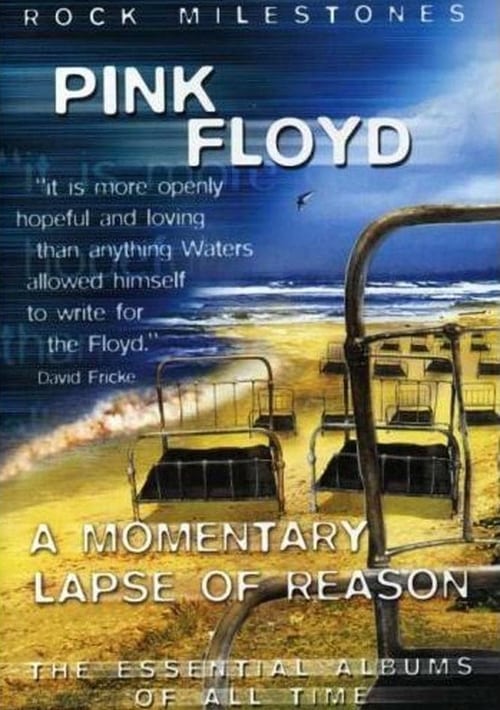 ROCK MILESTONES
PINK
FLOYD
"it is more openly
hopeful and loving
than anything Waters
allowed himself
to write for
the Floyd."
David Fricke
A MOMENTARY
LAPSE OF REASON
THE ESSENTIAL ALBUMS
OF ALL TIME